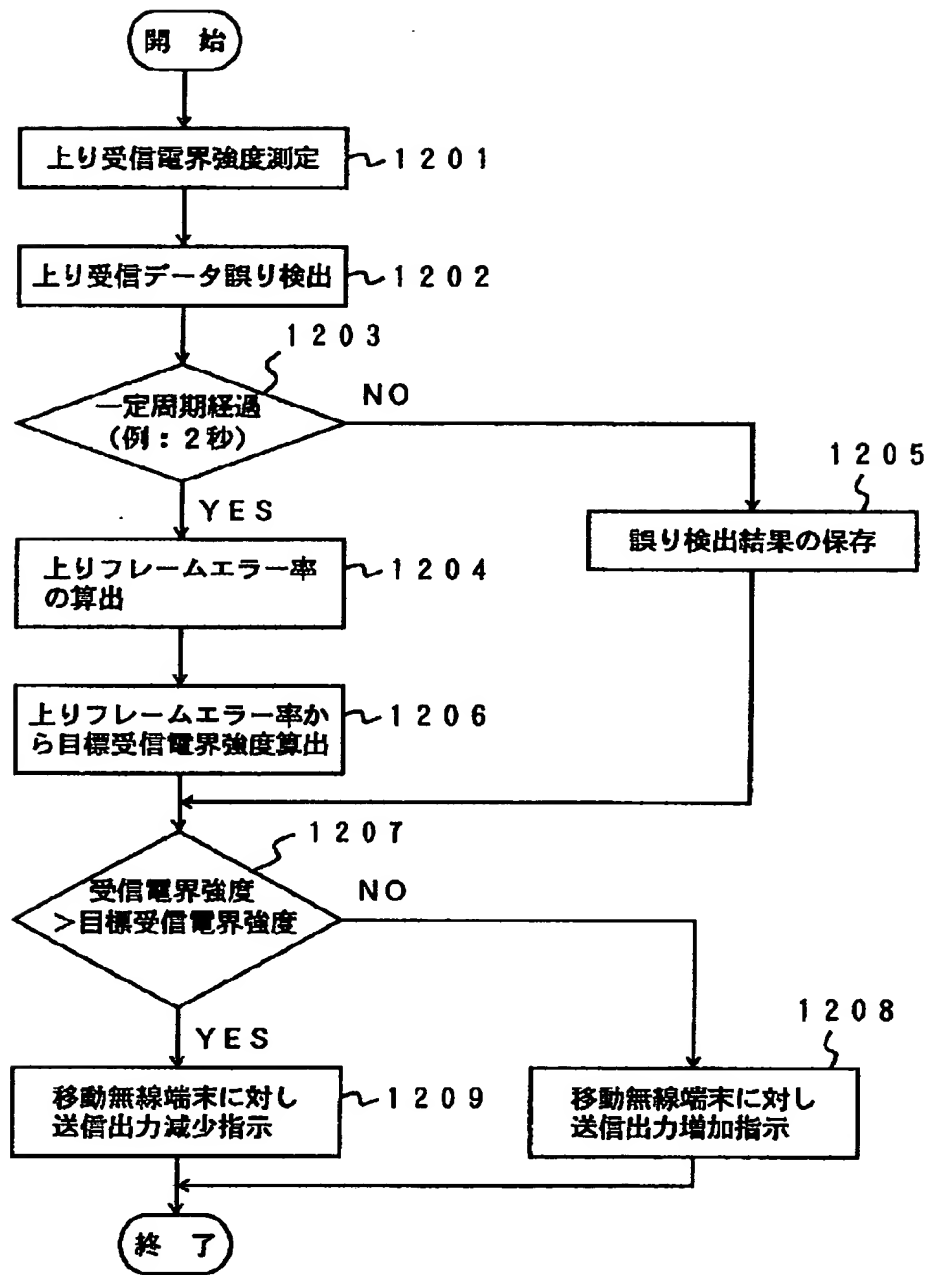 開 始
上り受信電界強度測定
1201
上り受信データ誤り検出
1202
1203
一定周期経過
(例：2秒)
NO
YES
1205
誤り検出結果の保存
上りフレームエラー率
の算出
1204
上りフレームエラー率か
ら目標受信電界強度算出
1206
1207
受信電界強度
＞目標受信電界強度
NO
YES
1208
移動無線端末に対し
送信出力減少指示
1209
移動無線端末に対し
送信出力増加指示
終 了